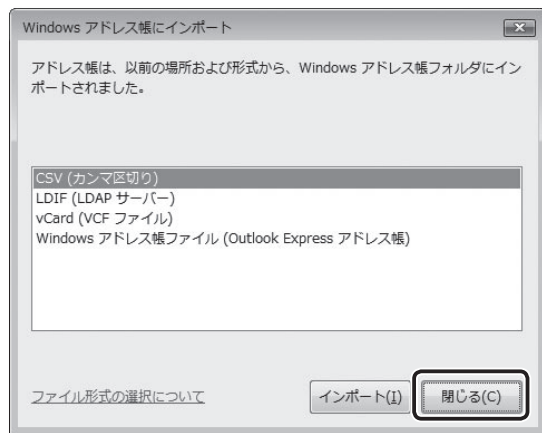 Windows アドレス帳にインポート
アドレス帳は、以前の場所および形式から、Windows アドレス帳フォルダにイン
ポートされました。
CSV (カンマ区切り)
LDIF (LDAP サーバー)
vCard (VCF ファイル)
Windows アドレス帳ファイル (Outlook Express アドレス帳)
ファイル形式の選択について
インポート(I)
閉じる(C)